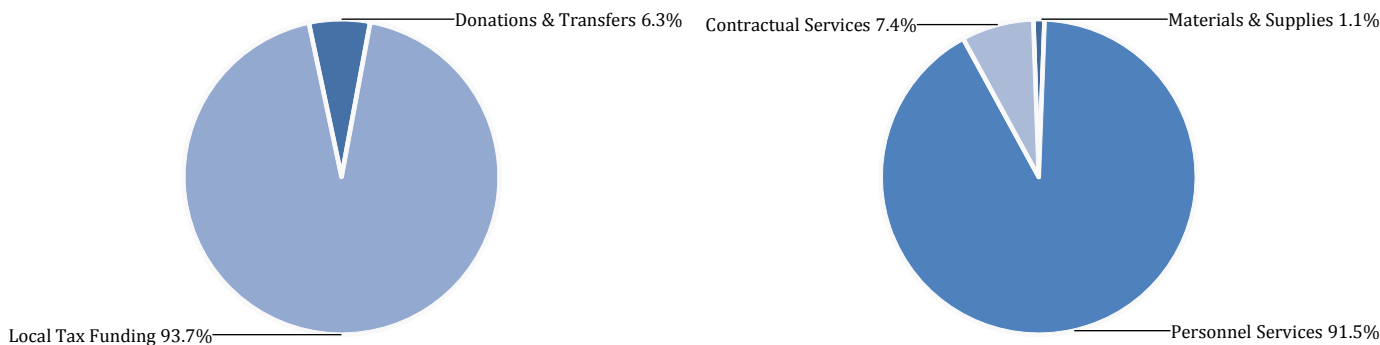 Donations & Transfers 6.3%
Local Tax Funding 93.7%
Contractual Services 7.4%
Materials & Supplies 1.1%
Personnel Services 91.5%